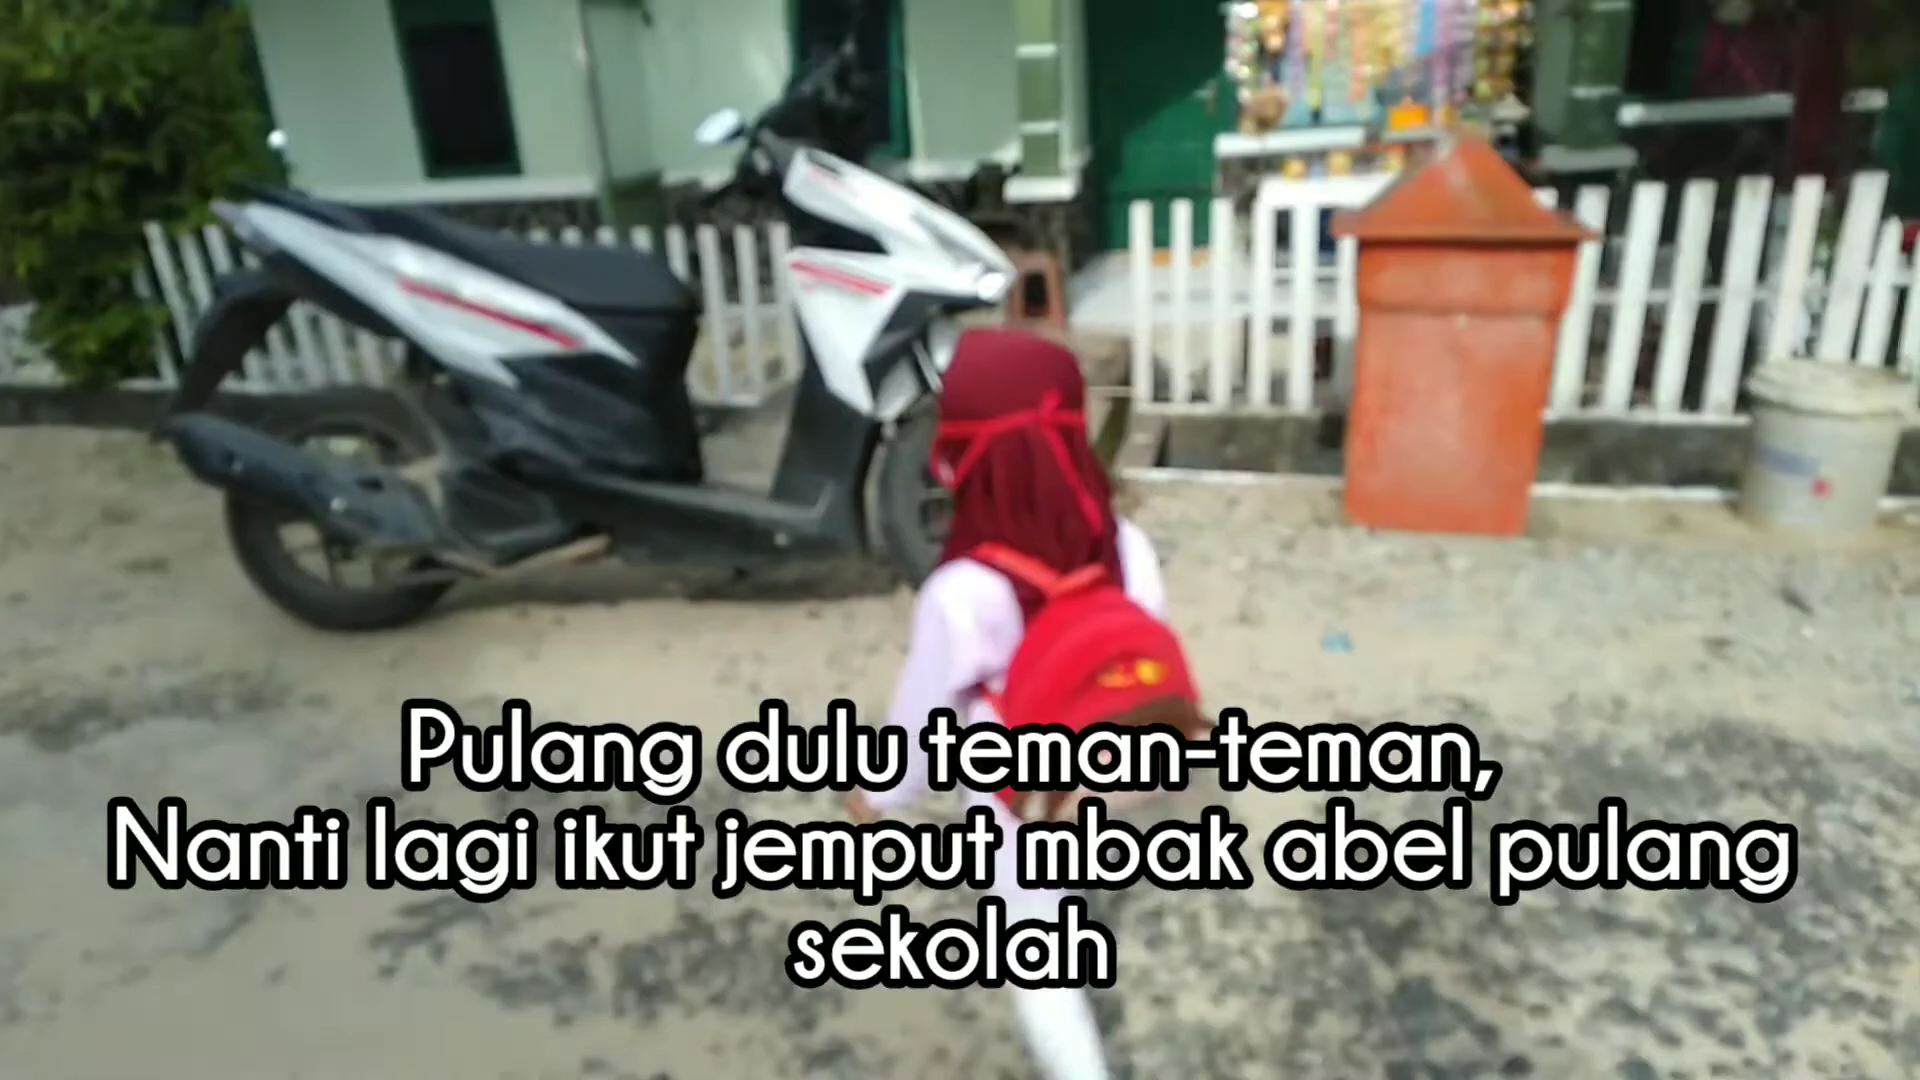 Pulang dulu teman-teman,
Nanti lagi ikut jemput mbak abel pulang
sekolah